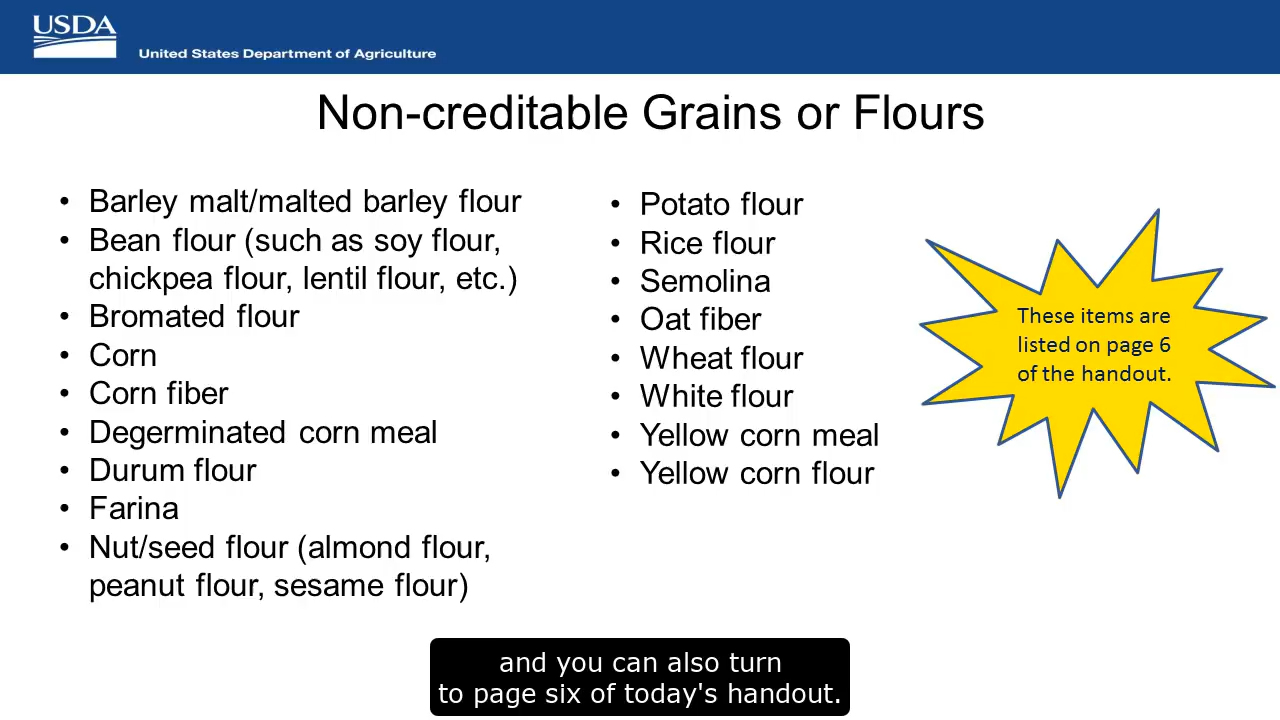 USDA
United States Department of Agriculture
Non-creditable Grains or Flours
• Barley malt/malted barley flour
• Bean flour (such as soy flour,
chickpea flour, lentil flour, etc.)
• Bromated flour
• Corn
• Corn fiber
• Degerminated corn meal
• Durum flour
• Farina
• Nut/seed flour (almond flour,
peanut flour, sesame flour)
• Potato flour
• Rice flour
• Semolina
• Oat fiber
• Wheat flour
• White flour
• Yellow corn meal
• Yellow corn flour
These items are
listed on page 6
of the handout.
and you can also turn
to page six of today's handout.